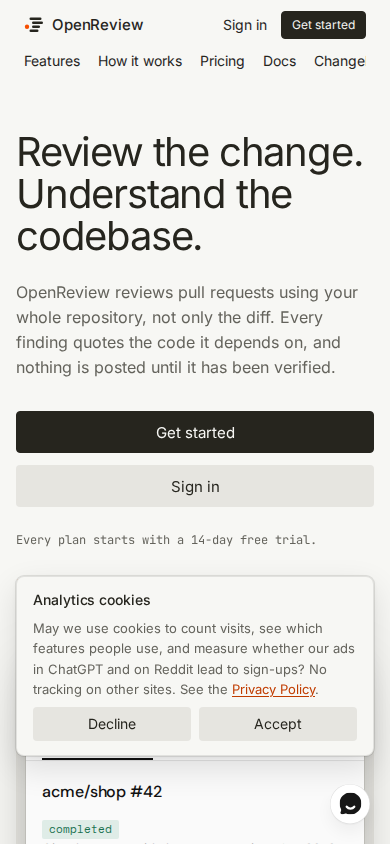 OpenReview
Sign in
Get started
Features How it works Pricing Docs Change
Review the change.
Understand the
codebase.
OpenReview reviews pull requests using your
whole repository, not only the diff. Every
finding quotes the code it depends on, and
nothing is posted until it has been verified.
Get started
Sign in
Every plan starts with a 14-day free trial.
Analytics cookies
May we use cookies to count visits, see which
features people use, and measure whether our ads
in ChatGPT and on Reddit lead to sign-ups? No
tracking on other sites. See the Privacy Policy.
Decline
Accept
acme/shop #42
completed